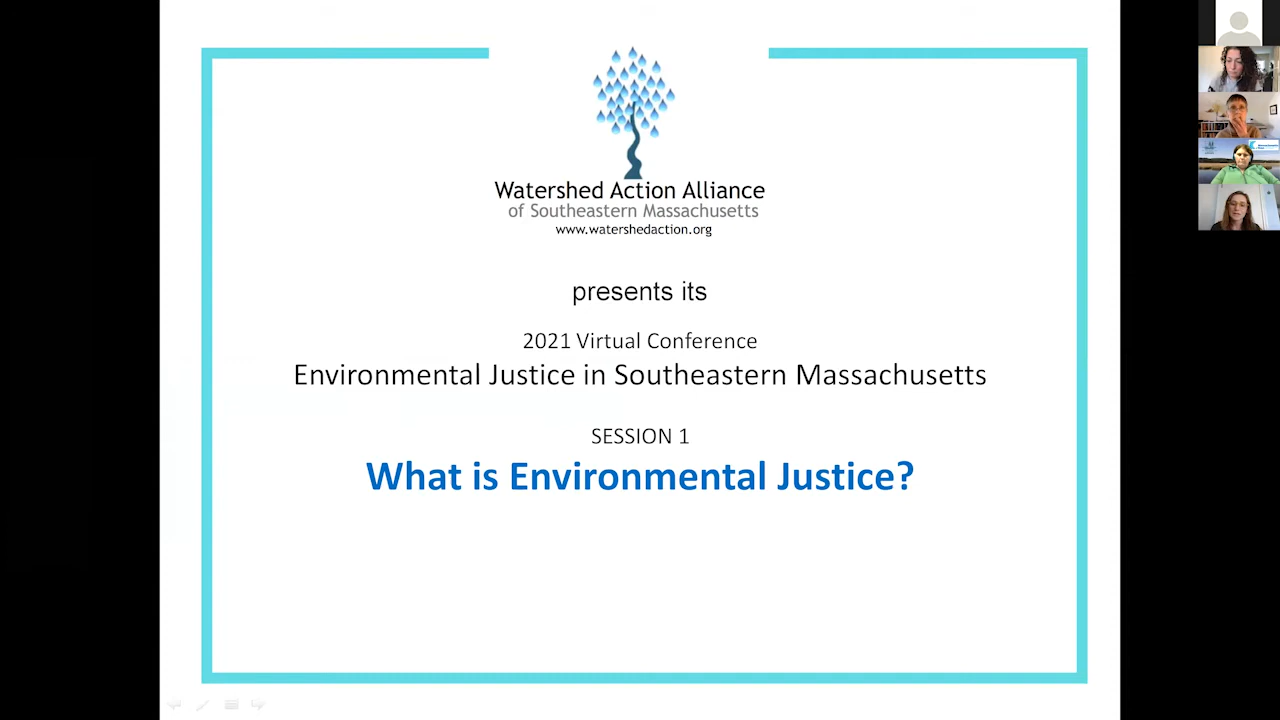 Watershed Action Alliance
of Southeastern Massachusetts
www.watershedaction.org
presents its
2021 Virtual Conference
Environmental Justice in Southeastern Massachusetts
SESSION 1
What is Environmental Justice?